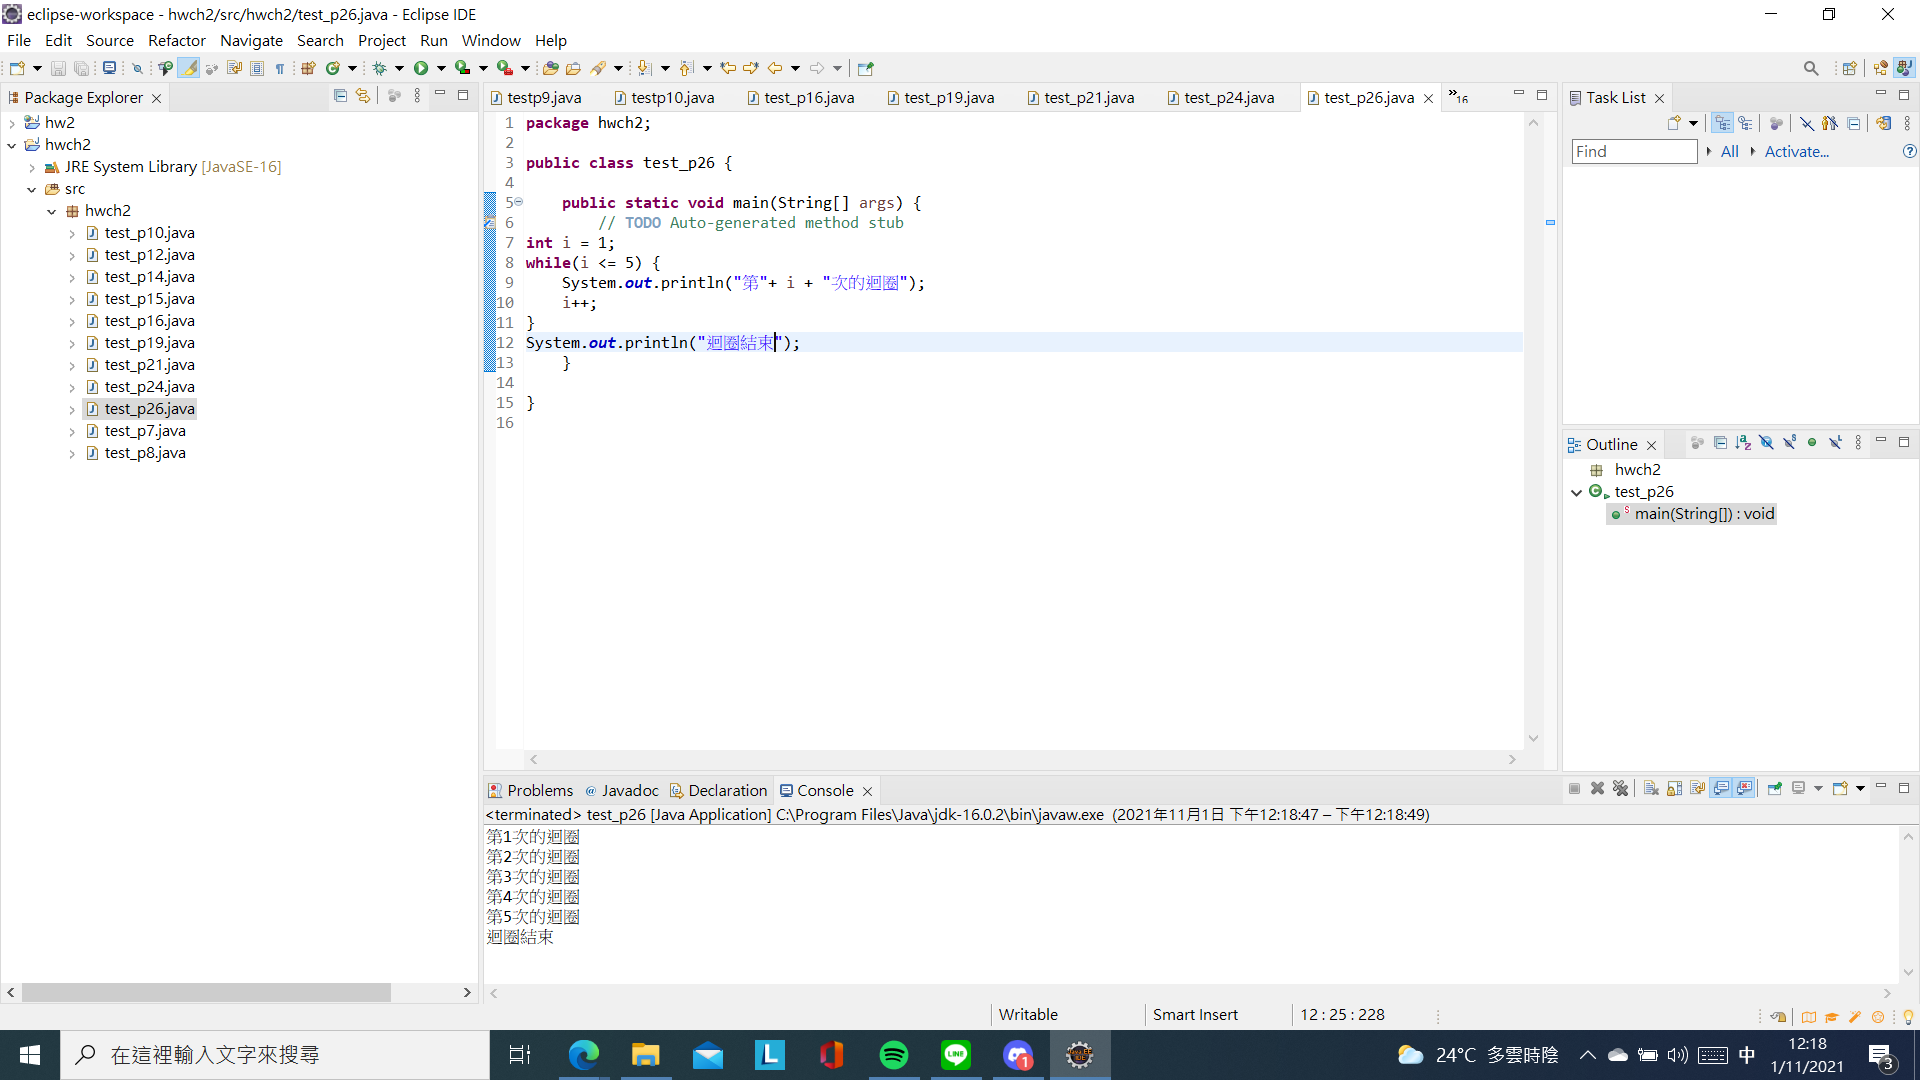 eclipse-workspace - hwch2/src/hwch2/test_p26.java - Eclipse IDE
File Edit Source Refactor Navigate Search Project Run Window Help
Package Explorer
hw2
hwch2
JRE System Library [JavaSE-16]
src
hwch2
test_p10.java
test_p12.java
test_p14.java
test_p15.java
test_p16.java
test_p19.java
test_p21.java
test_p24.java
test_p26.java
test_p7.java
test_p8.java
testp9.java testp10.java test_p16.java test_p19.java test_p21.java test_p24.java test_p26.java »16
1 package hwch2;
2
3 public class test_p26 {
4
5 public static void main(String[] args) {
6 // TODO Auto-generated method stub
7 int i = 1;
8 while(i <= 5) {
9 System.out.println("第"+ i + "次的迴圈");
10 i++;
11 }
12 System.out.println("迴圈結束");
13 }
14
15 }
16
Task List
Find All Activate...
Outline
hwch2
test_p26
main(String[]) : void
Problems Javadoc Declaration Console
<terminated> test_p26 [Java Application] C:\Program Files\Java\jdk-16.0.2\bin\javaw.exe (2021年11月1日 下午12:18:47 – 下午12:18:49)
第1次的迴圈
第2次的迴圈
第3次的迴圈
第4次的迴圈
第5次的迴圈
迴圈結束
Writable Smart Insert 12 : 25 : 228
在這裡輸入文字來搜尋
24°C 多雲時陰
中
12:18
1/11/2021
3